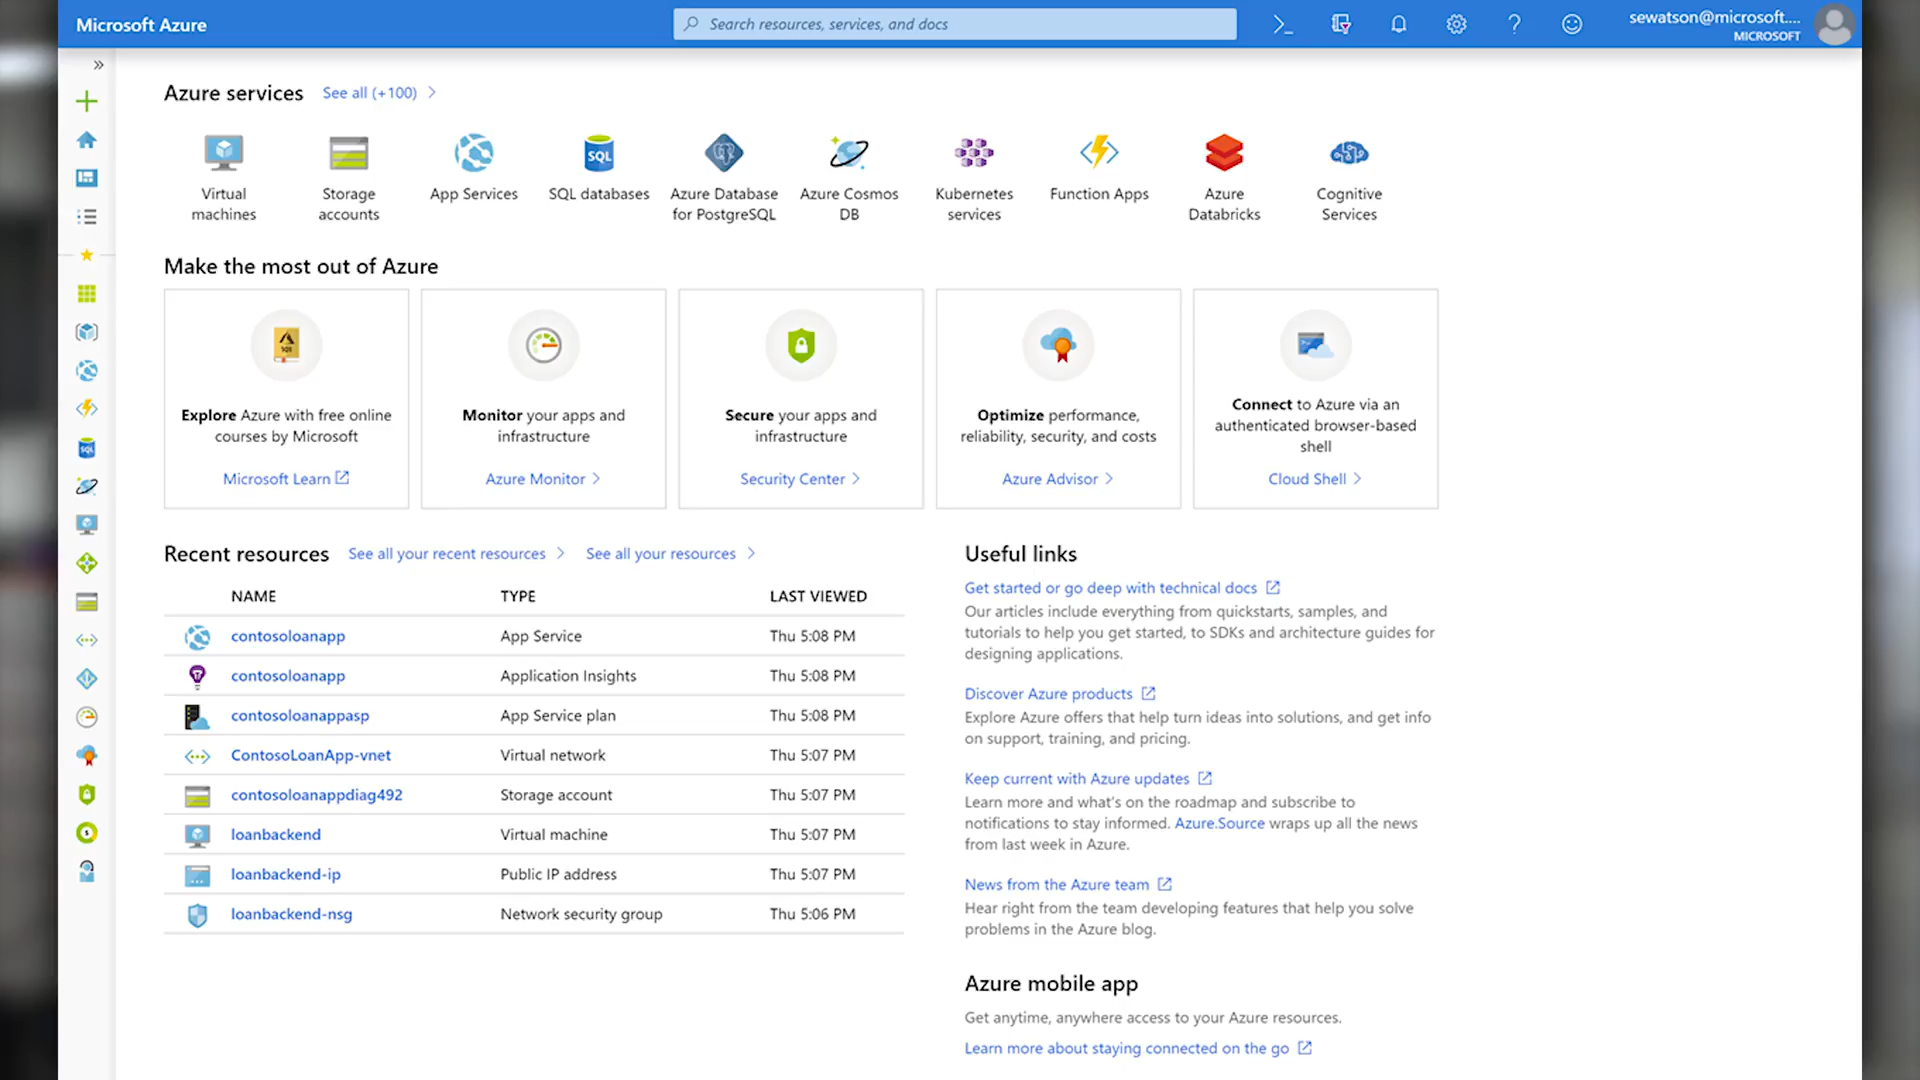 Microsoft Azure
Search resources, services, and docs
sewatson@microsoft....
MICROSOFT
Azure services
See all (+100)
Virtual machines
Storage accounts
App Services
SQL
SQL databases
Azure Database for PostgreSQL
Azure Cosmos DB
Kubernetes services
Function Apps
Azure Databricks
Cognitive Services
Make the most out of Azure
Explore Azure with free online
courses by Microsoft
Microsoft Learn
Monitor your apps and
infrastructure
Azure Monitor
Secure your apps and
infrastructure
Security Center
Optimize performance,
reliability, security, and costs
Azure Advisor
Connect to Azure via an
authenticated browser-based
shell
Cloud Shell
Recent resources
See all your recent resources
See all your resources
NAME TYPE LAST VIEWED
contosoloanapp App Service Thu 5:08 PM
contosoloanapp Application Insights Thu 5:08 PM
contosoloanappasp App Service plan Thu 5:08 PM
ContosoLoanApp-vnet Virtual network Thu 5:07 PM
contosoloanappdiag492 Storage account Thu 5:07 PM
loanbackend Virtual machine Thu 5:07 PM
loanbackend-ip Public IP address Thu 5:07 PM
loanbackend-nsg Network security group Thu 5:06 PM
Useful links
Get started or go deep with technical docs
Our articles include everything from quickstarts, samples, and
tutorials to help you get started, to SDKs and architecture guides for
designing applications.
Discover Azure products
Explore Azure offers that help turn ideas into solutions, and get info
on support, training, and pricing.
Keep current with Azure updates
Learn more and what's on the roadmap and subscribe to
notifications to stay informed. Azure.Source wraps up all the news
from last week in Azure.
News from the Azure team
Hear right from the team developing features that help you solve
problems in the Azure blog.
Azure mobile app
Get anytime, anywhere access to your Azure resources.
Learn more about staying connected on the go